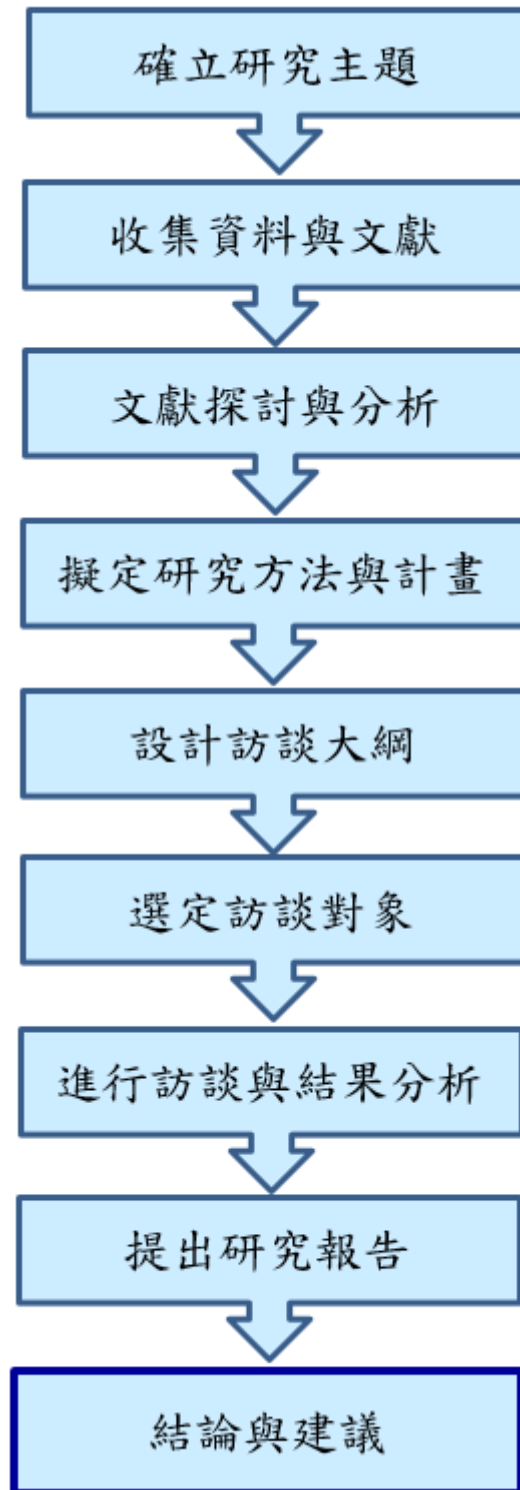 確立研究主題
收集資料與文獻
文獻探討與分析
擬定研究方法與計畫
設計訪談大綱
選定訪談對象
進行訪談與結果分析
提出研究報告
結論與建議